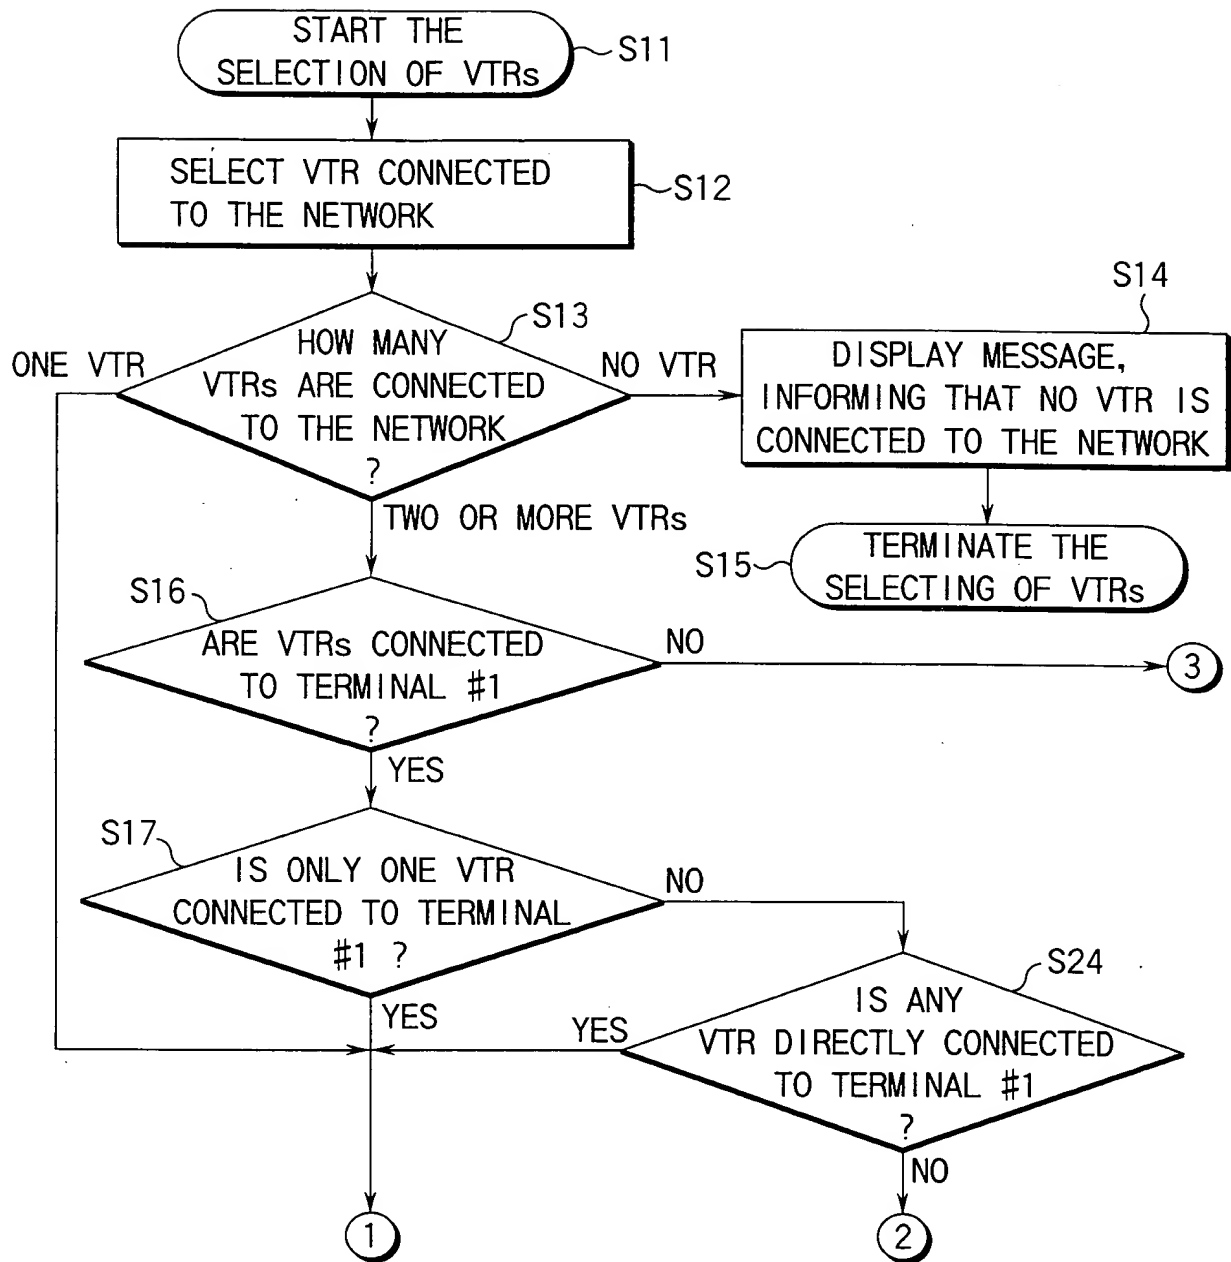 START THE
SELECTION OF VTRs
S11
SELECT VTR CONNECTED
TO THE NETWORK
S12
S13
HOW MANY
VTRs ARE CONNECTED
TO THE NETWORK
?
ONE VTR
NO VTR
S14
DISPLAY MESSAGE,
INFORMING THAT NO VTR IS
CONNECTED TO THE NETWORK
TWO OR MORE VTRs
S15
TERMINATE THE
SELECTING OF VTRs
S16
ARE VTRs CONNECTED
TO TERMINAL #1
?
NO
3
YES
S17
IS ONLY ONE VTR
CONNECTED TO TERMINAL
#1 ?
NO
YES
S24
IS ANY
VTR DIRECTLY CONNECTED
TO TERMINAL #1
?
YES
NO
1
2